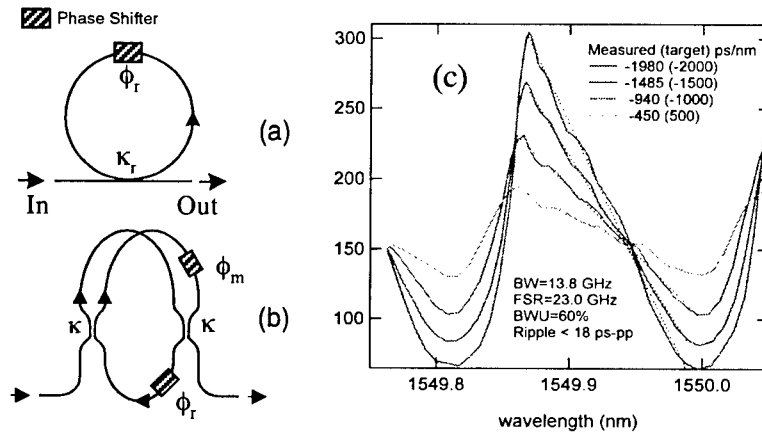 Phase Shifter
ϕr
κr
(a)
In
Out
ϕm
κ
κ
(b)
ϕr
300
250
200
150
100
(c)
Measured (target) ps/nm
-1980 (-2000)
-1485 (-1500)
-940 (-1000)
-450 (500)
BW=13.8 GHz
FSR=23.0 GHz
BWU=60%
Ripple < 18 ps-pp
1549.8
1549.9
1550.0
wavelength (nm)